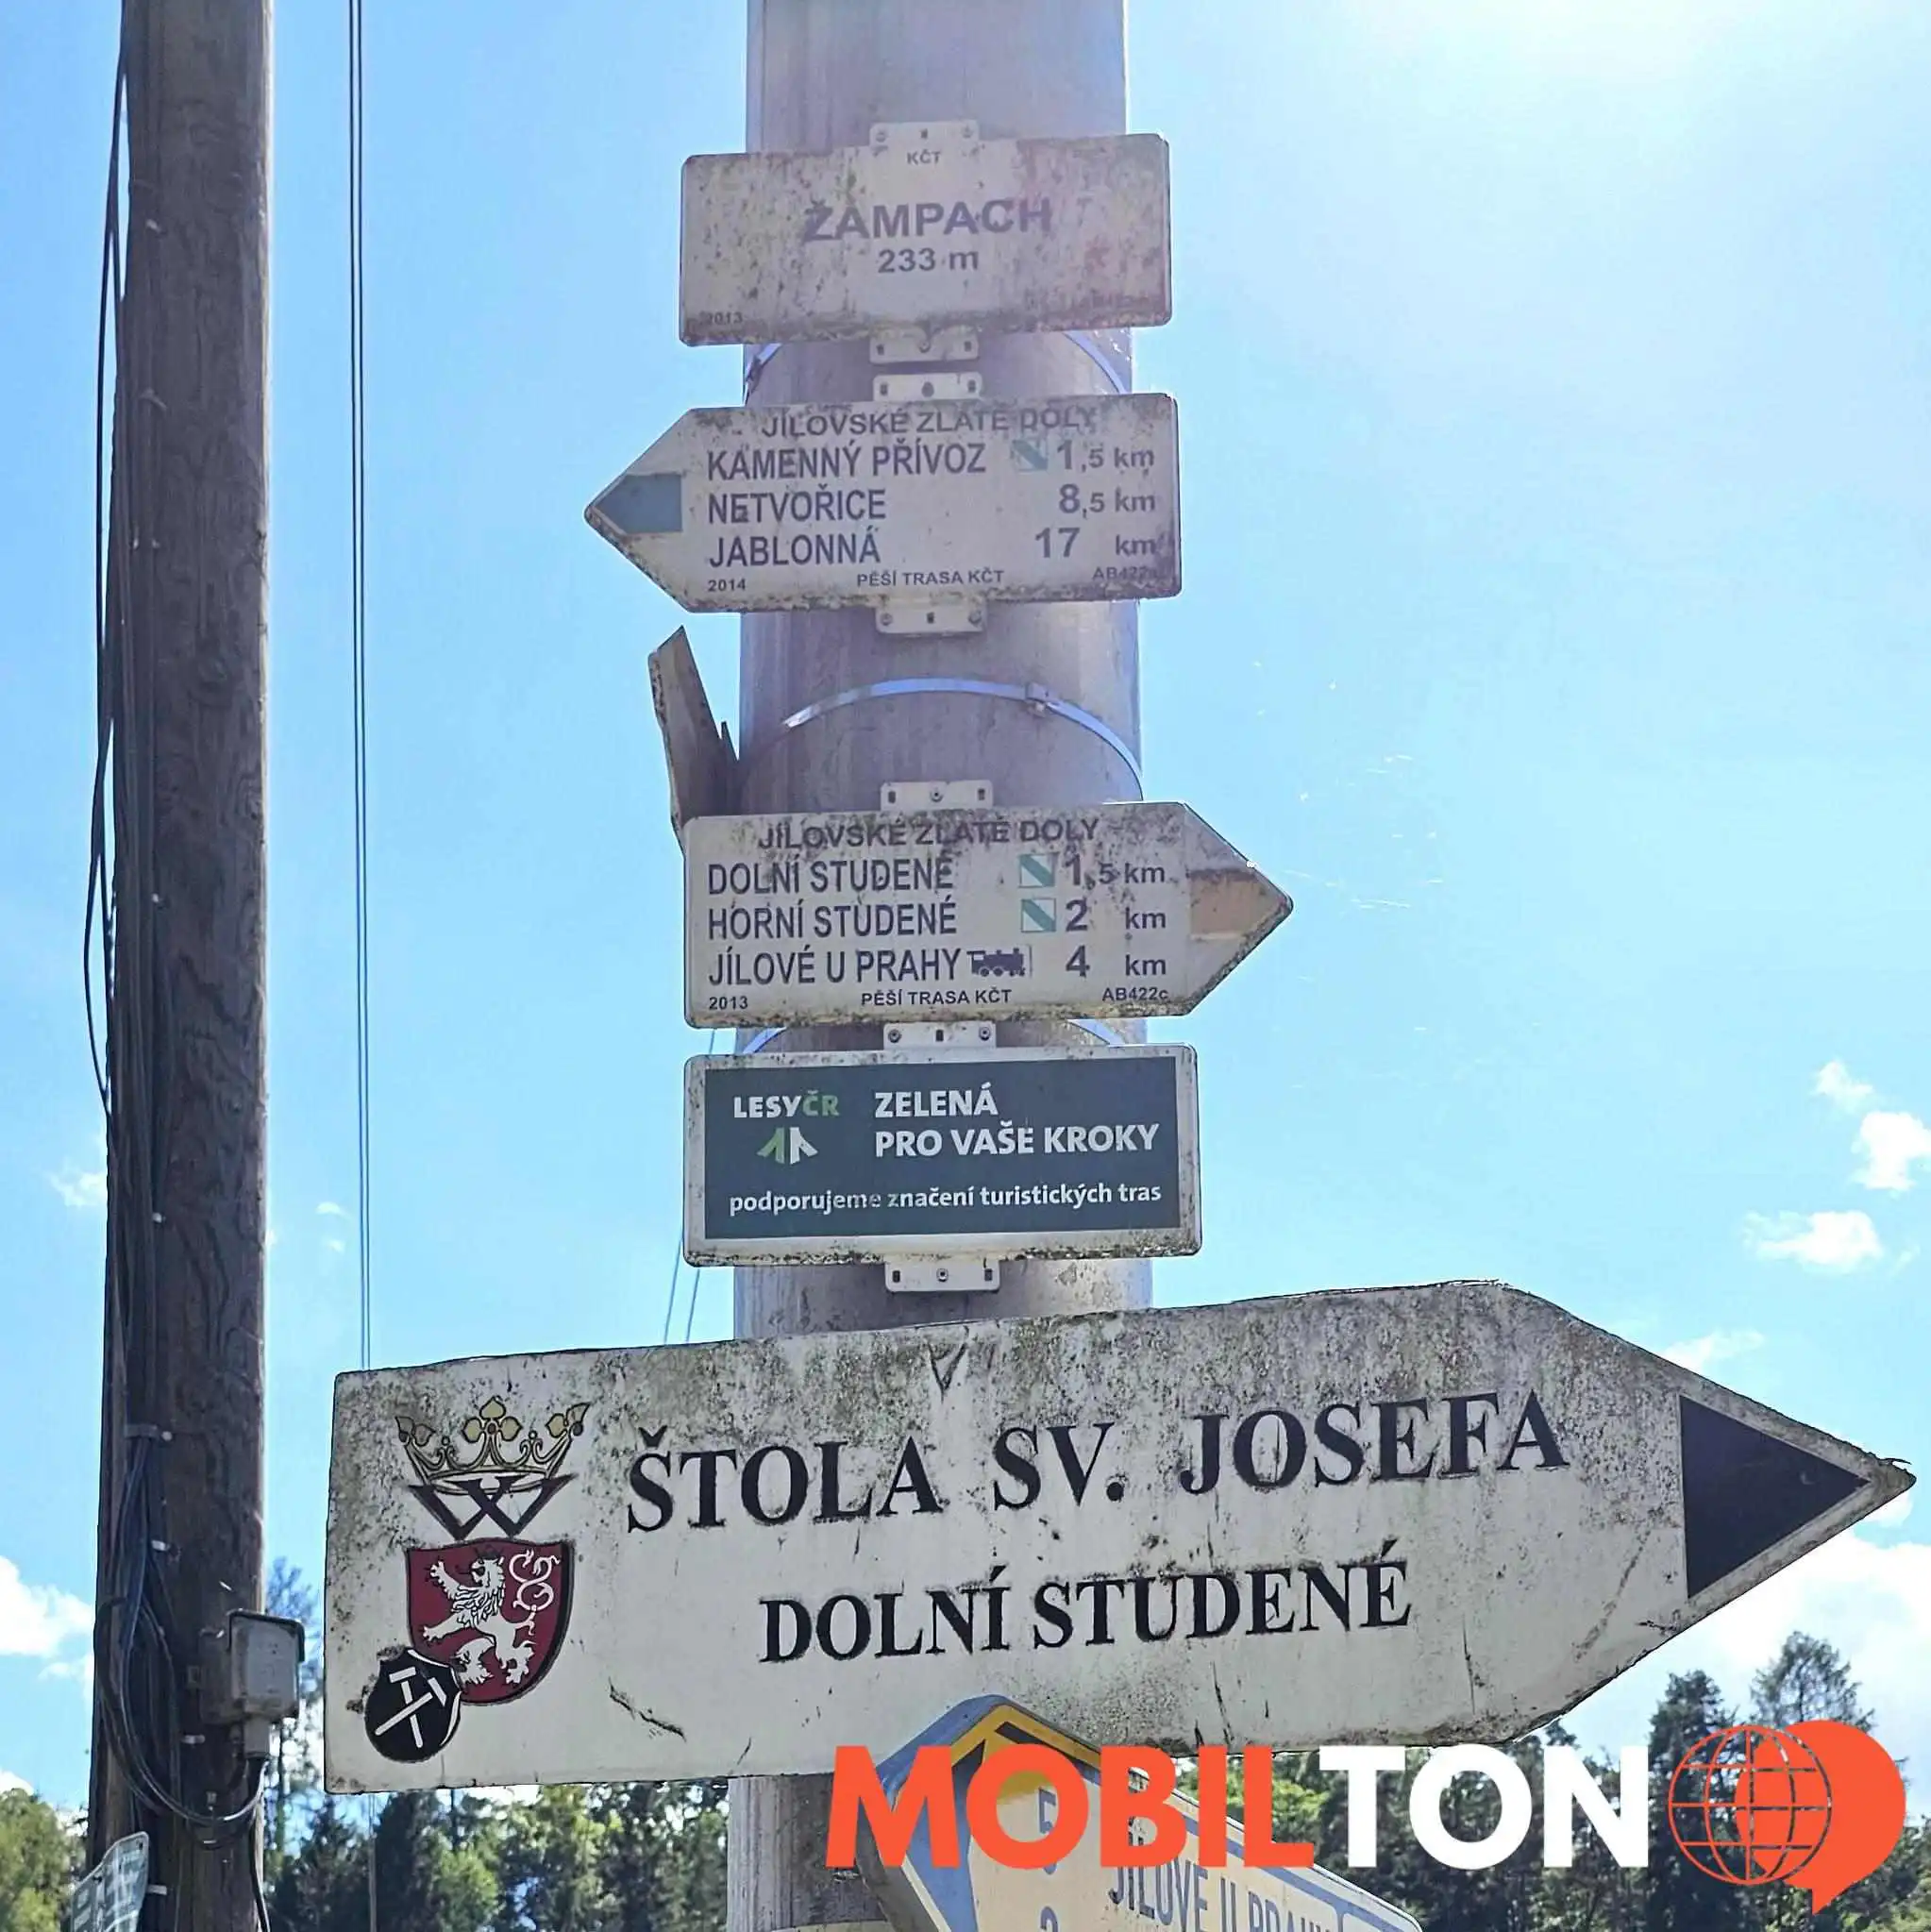 KČT
ŽAMPACH
233 m
2013
JÍLOVSKÉ ZLATÉ DOLY
KAMENNÝ PŘÍVOZ 1,5 km
NETVOŘICE 8,5 km
JABLONNÁ 17 km
2014 PĚŠÍ TRASA KČT
JÍLOVSKÉ ZLATÉ DOLY
DOLNÍ STUDENÉ 1,5 km
HORNÍ STUDENÉ 2 km
JÍLOVÉ U PRAHY 4 km
2013 PĚŠÍ TRASA KČT AB422c
LESYČR ZELENÁ
PRO VAŠE KROKY
podporujeme značení turistických tras
ŠTOLA SV. JOSEFA
DOLNÍ STUDENÉ
MOBILTON
JÍLOVÉ U